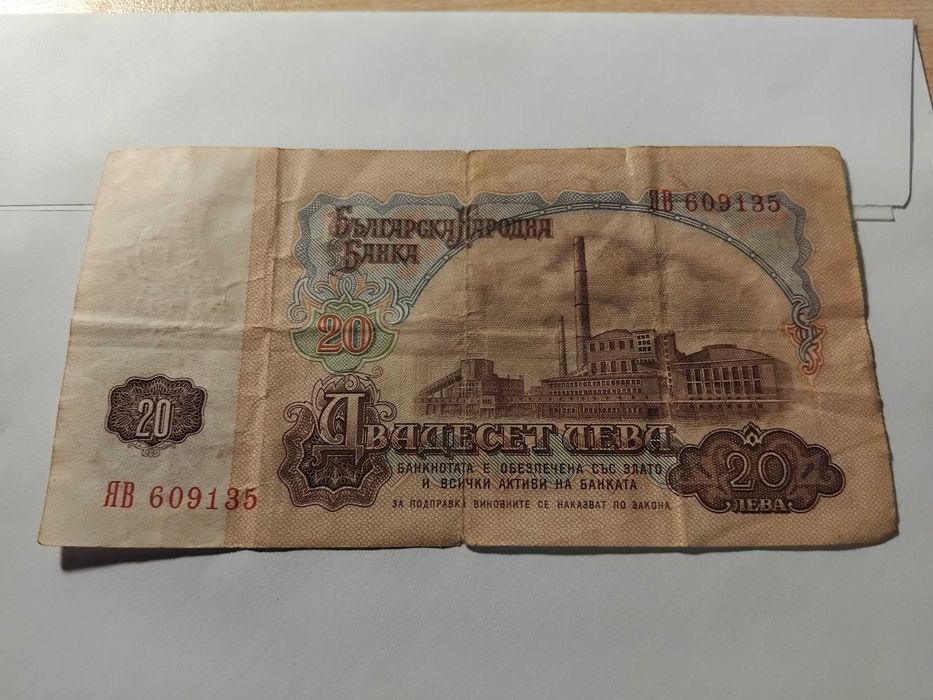 ЯВ 609135
Българска Народна
Банка
20
Двадесет лева
БАНКНОТАТА Е ОБЕЗПЕЧЕНА СЪС ЗЛАТО
И ВСИЧКИ АКТИВИ НА БАНКАТА
ЗА ПОДПРАВКА ВИНОВНИТЕ СЕ НАКАЗВАТ ПО ЗАКОНА
20
ЛЕВА
20
ЯВ 609135